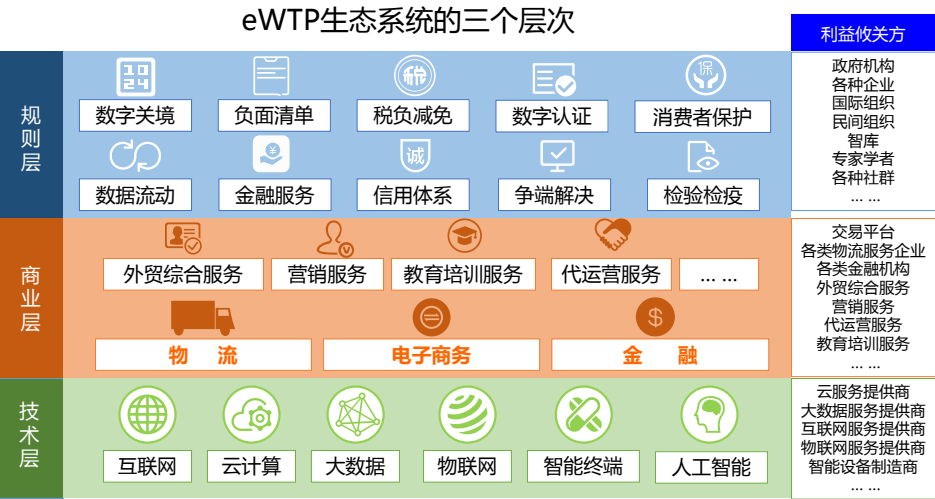 eWTP生态系统的三个层次
利益攸关方
规则层
10
24
税
保
数字关境
负面清单
税负减免
数字认证
消费者保护
¥
诚
数据流动
金融服务
信用体系
争端解决
检验检疫
政府机构
各种企业
国际组织
民间组织
智库
专家学者
各种社群
... ...
商业层
V
外贸综合服务
营销服务
教育培训服务
代运营服务
... ...
$
物 流
电子商务
金 融
交易平台
各类物流服务企业
各类金融机构
外贸综合服务
营销服务
代运营服务
教育培训服务
... ...
技术层
互联网
云计算
大数据
物联网
智能终端
人工智能
云服务提供商
大数据服务提供商
互联网服务提供商
物联网服务提供商
智能设备制造商
... ...